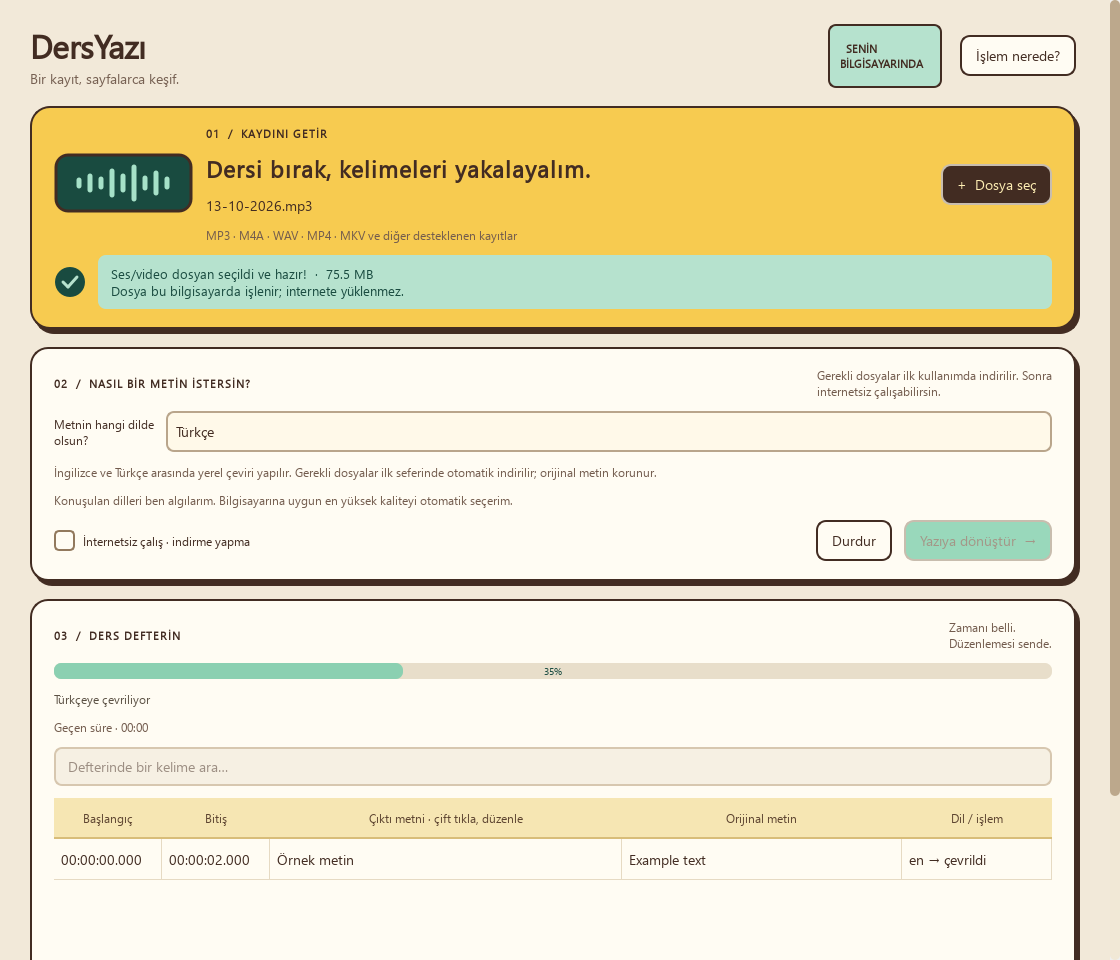 DersYazı
Bir kayıt, sayfalarca keşif.
SENİN
BİLGİSAYARINDA
İşlem nerede?
01 / KAYDINI GETİR
Dersi bırak, kelimeleri yakalayalım.
13-10-2026.mp3
MP3 · M4A · WAV · MP4 · MKV ve diğer desteklenen kayıtlar
+ Dosya seç
Ses/video dosyan seçildi ve hazır! · 75.5 MB
Dosya bu bilgisayarda işlenir; internete yüklenmez.
02 / NASIL BİR METİN İSTERSİN?
Gerekli dosyalar ilk kullanımda indirilir. Sonra
internetsiz çalışabilirsin.
Metnin hangi dilde
olsun?
Türkçe
İngilizce ve Türkçe arasında yerel çeviri yapılır. Gerekli dosyalar ilk seferinde otomatik indirilir; orijinal metin korunur.
Konuşulan dilleri ben algılarım. Bilgisayarına uygun en yüksek kaliteyi otomatik seçerim.
İnternetsiz çalış · indirme yapma
Durdur
Yazıya dönüştür →
03 / DERS DEFTERİN
Zamanı belli.
Düzenlemesi sende.
35%
Türkçeye çevriliyor
Geçen süre · 00:00
Defterinde bir kelime ara...
Başlangıç Bitiş Çıktı metni · çift tıkla, düzenle Orijinal metin Dil / işlem
00:00:00.000 00:00:02.000 Örnek metin Example text en → çevrildi